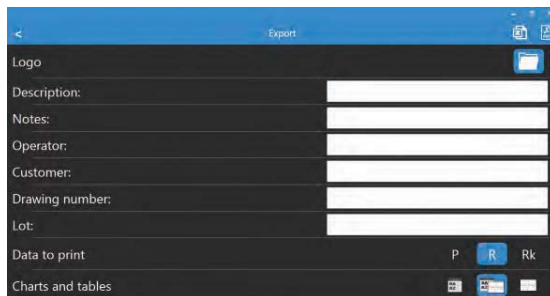 < Export
Logo
Description:
Notes:
Operator:
Customer:
Drawing number:
Lot:
Data to print P R Rk
Charts and tables